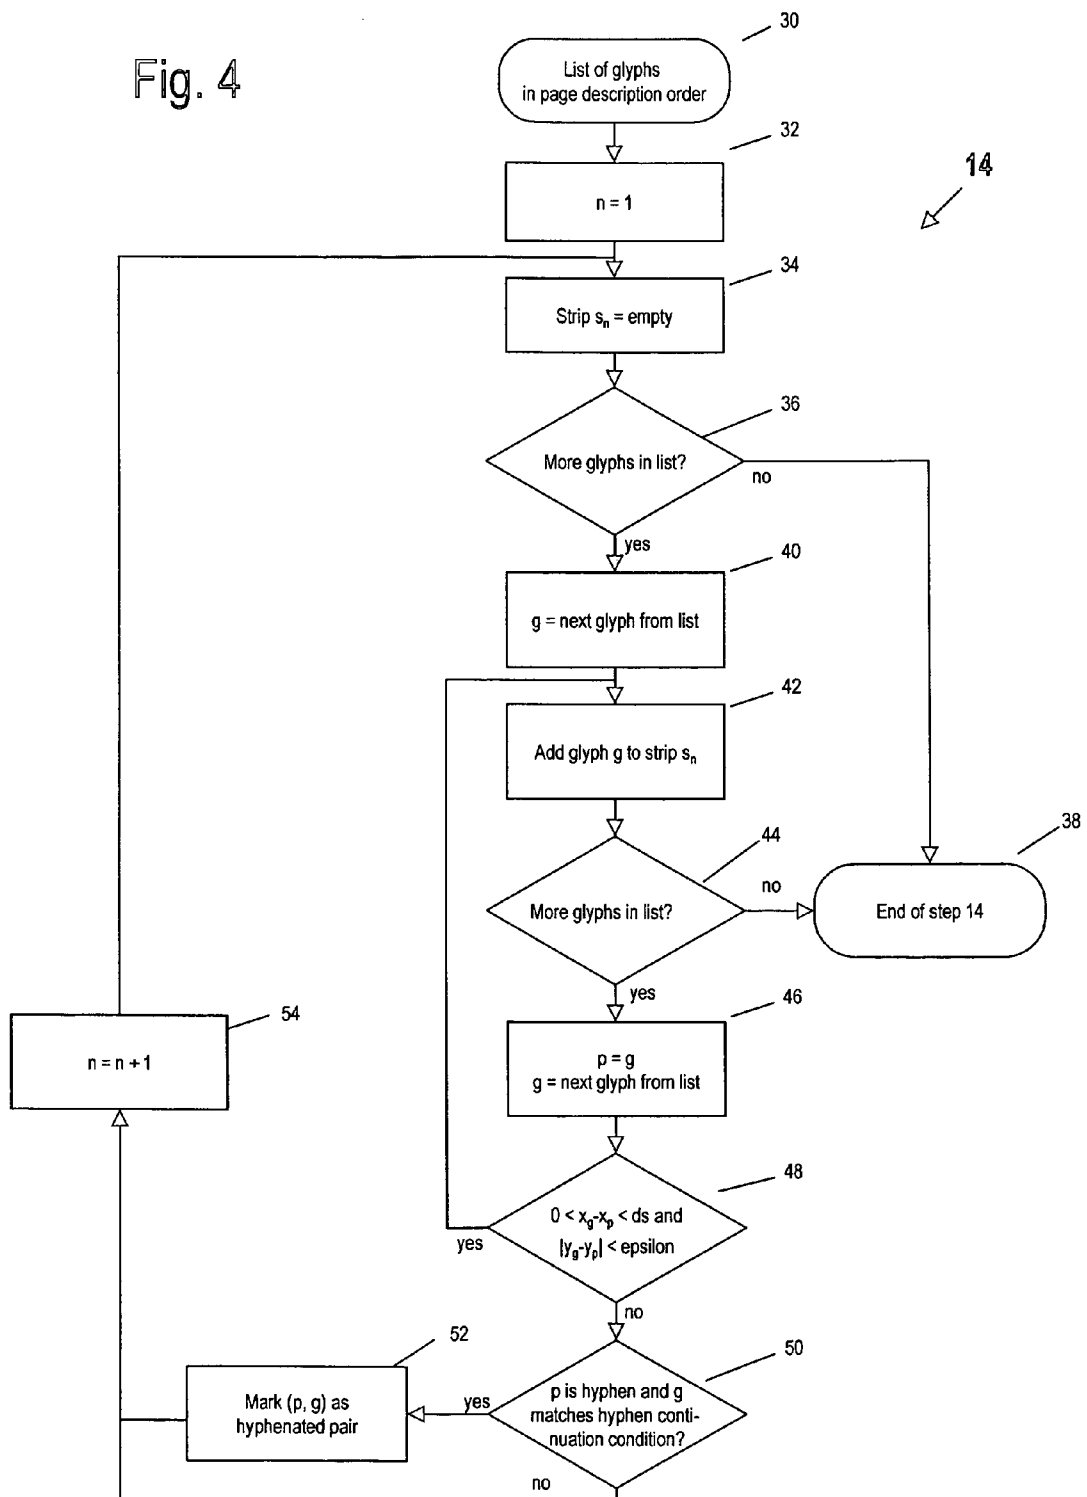 Fig. 4
30
List of glyphs
in page description order
32
n = 1
14
34
Strip sₙ = empty
36
More glyphs in list?
no
yes
40
g = next glyph from list
42
Add glyph g to strip sₙ
44
More glyphs in list?
no
38
End of step 14
yes
46
p = g
g = next glyph from list
54
n = n + 1
48
0 < x_g-x_p < ds and
|y_g-y_p| < epsilon
yes
no
50
p is hyphen and g
matches hyphen conti-
nuation condition?
yes
52
Mark (p, g) as
hyphenated pair
no